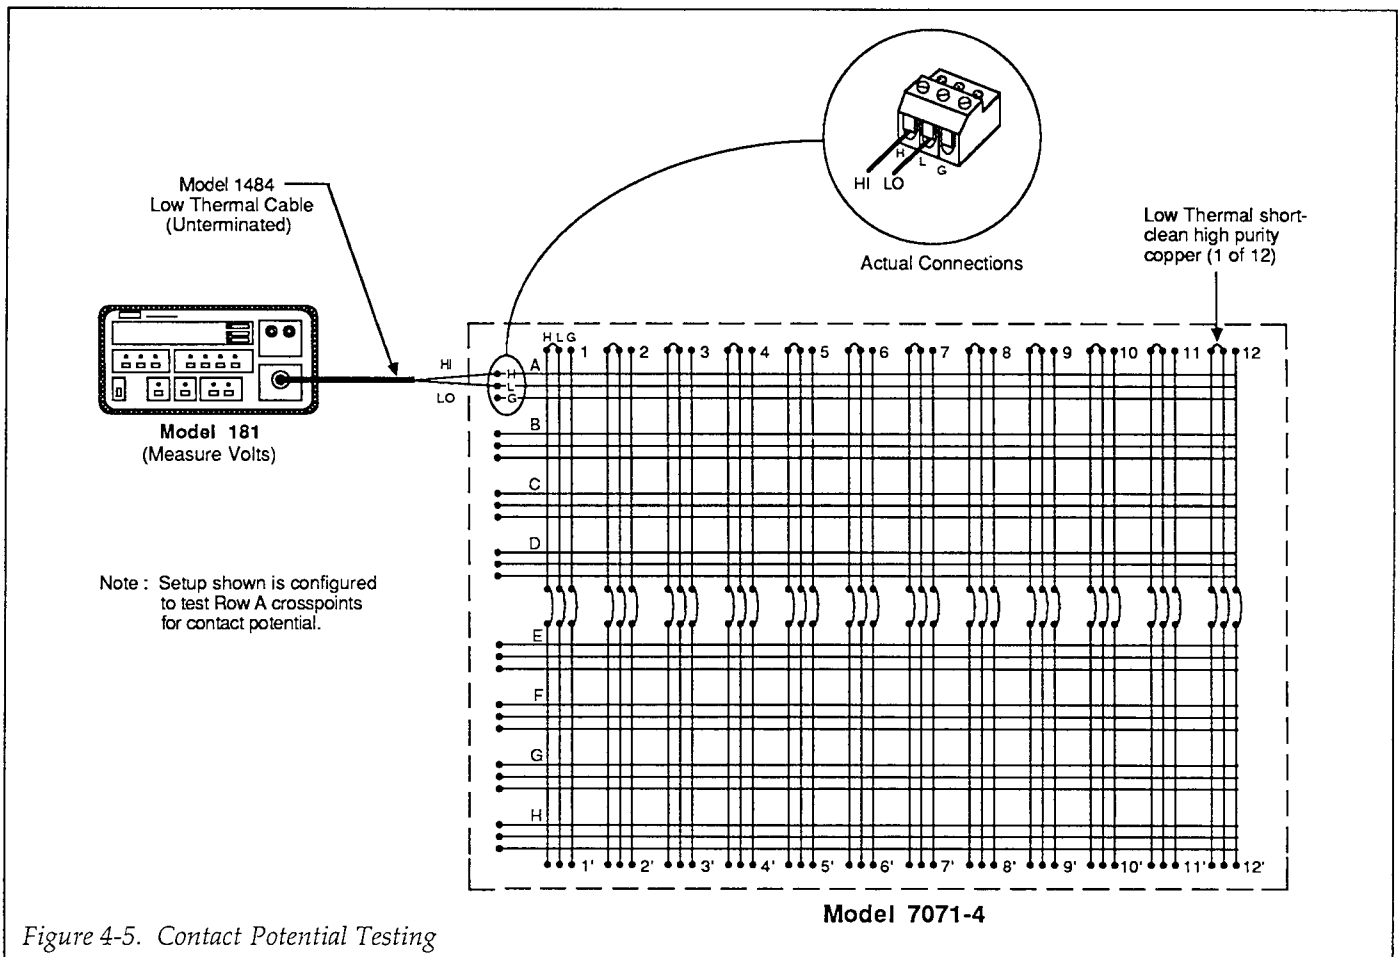 Model 1484
Low Thermal Cable
(Unterminated)
H
L
G
HI LO
Actual Connections
Low Thermal short-
clean high purity
copper (1 of 12)
Model 181
(Measure Volts)
HI
LO
H L G
1 2 3 4 5 6 7 8 9 10 11 12
A
H
L
G
B
C
D
Note : Setup shown is configured
to test Row A crosspoints
for contact potential.
E
F
G
H
1' 2' 3' 4' 5' 6' 7' 8' 9' 10' 11' 12'
Model 7071-4
Figure 4-5. Contact Potential Testing